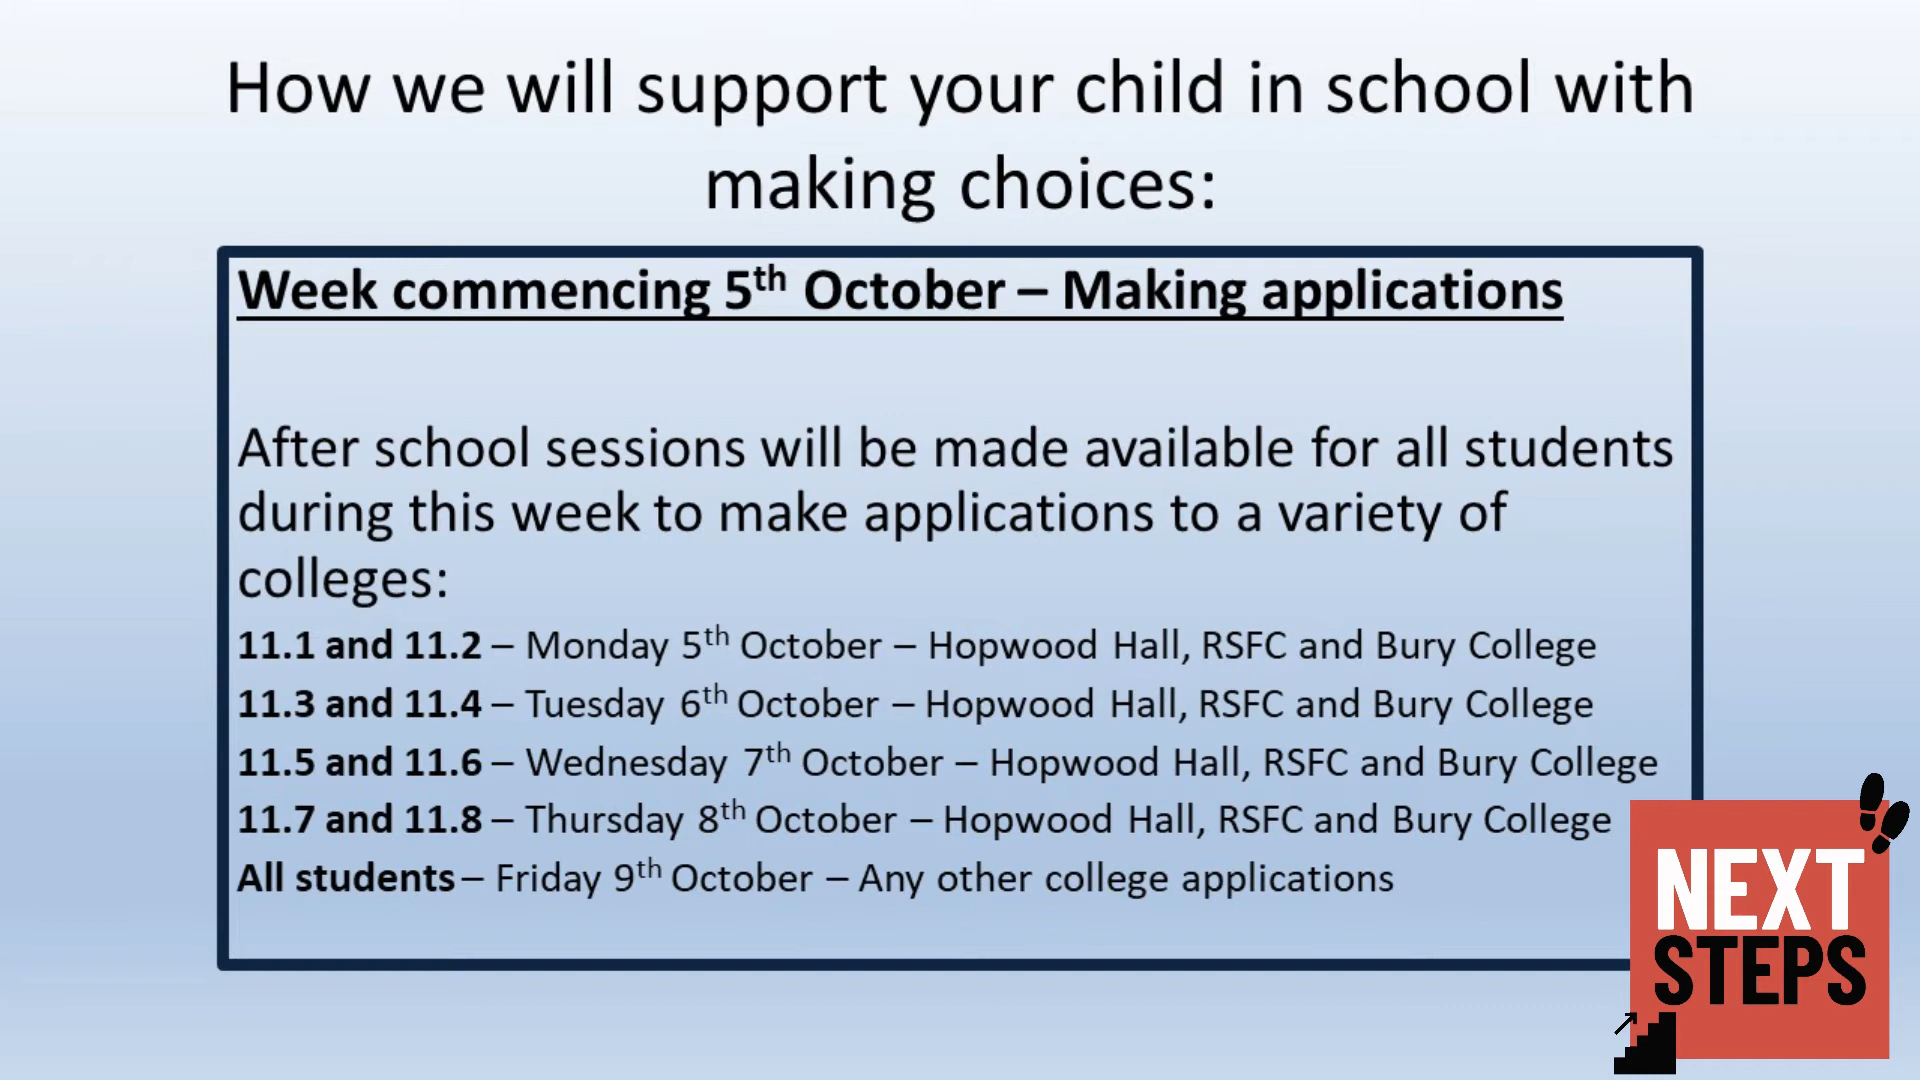 How we will support your child in school with
making choices:
Week commencing 5th October – Making applications
After school sessions will be made available for all students
during this week to make applications to a variety of
colleges:
11.1 and 11.2 – Monday 5th October – Hopwood Hall, RSFC and Bury College
11.3 and 11.4 – Tuesday 6th October – Hopwood Hall, RSFC and Bury College
11.5 and 11.6 – Wednesday 7th October – Hopwood Hall, RSFC and Bury College
11.7 and 11.8 – Thursday 8th October – Hopwood Hall, RSFC and Bury College
All students – Friday 9th October – Any other college applications
NEXT
STEPS